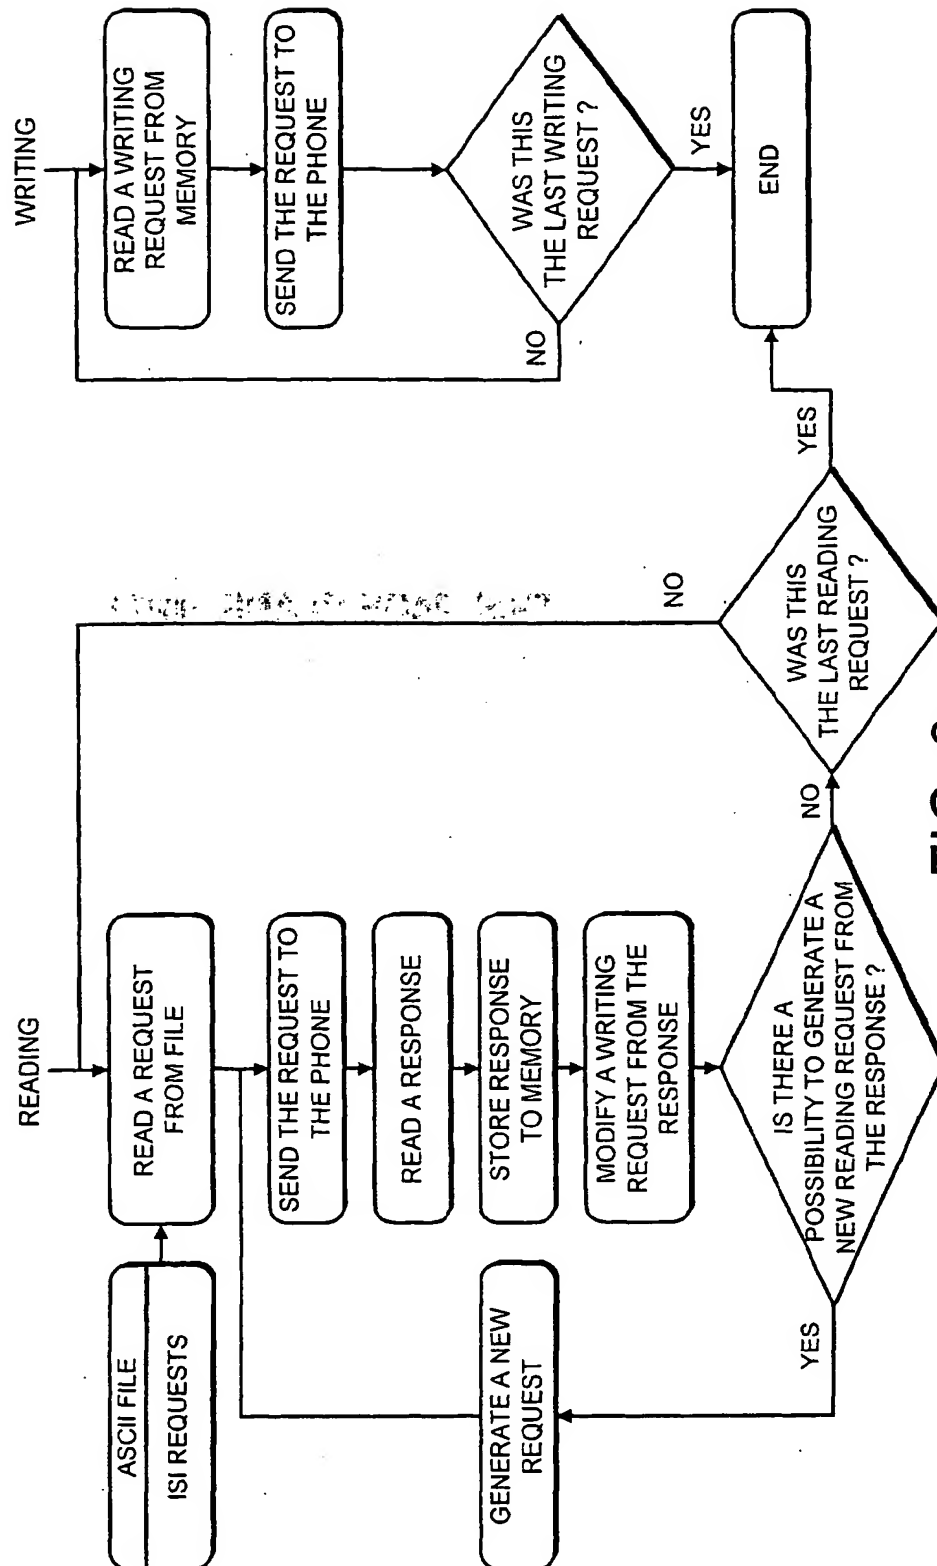 READING
ASCII FILE
ISI REQUESTS
READ A REQUEST
FROM FILE
SEND THE REQUEST TO
THE PHONE
READ A RESPONSE
STORE RESPONSE
TO MEMORY
MODIFY A WRITING
REQUEST FROM THE
RESPONSE
IS THERE A
POSSIBILITY TO GENERATE A
NEW READING REQUEST FROM
THE RESPONSE ?
YES
GENERATE A NEW
REQUEST
NO
WAS THIS
THE LAST READING
REQUEST ?
NO
YES
WRITING
READ A WRITING
REQUEST FROM
MEMORY
SEND THE REQUEST TO
THE PHONE
WAS THIS
THE LAST WRITING
REQUEST ?
NO
YES
END